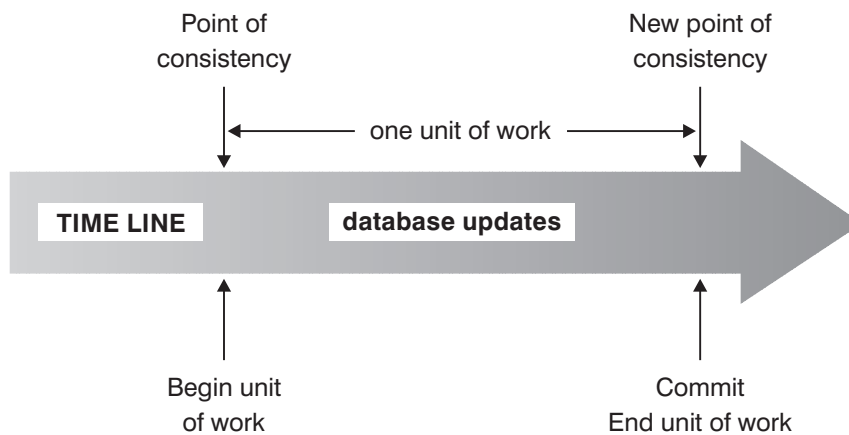 Point of
consistency
New point of
consistency
one unit of work
TIME LINE
database updates
Begin unit
of work
Commit
End unit of work